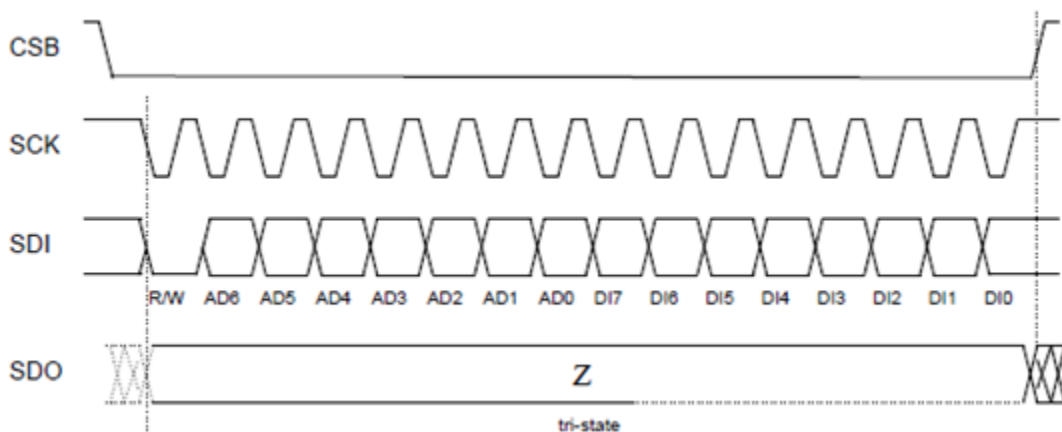 CSB
SCK
SDI
R/W AD6 AD5 AD4 AD3 AD2 AD1 AD0 DI7 DI6 DI5 DI4 DI3 DI2 DI1 DI0
SDO Z
tri-state